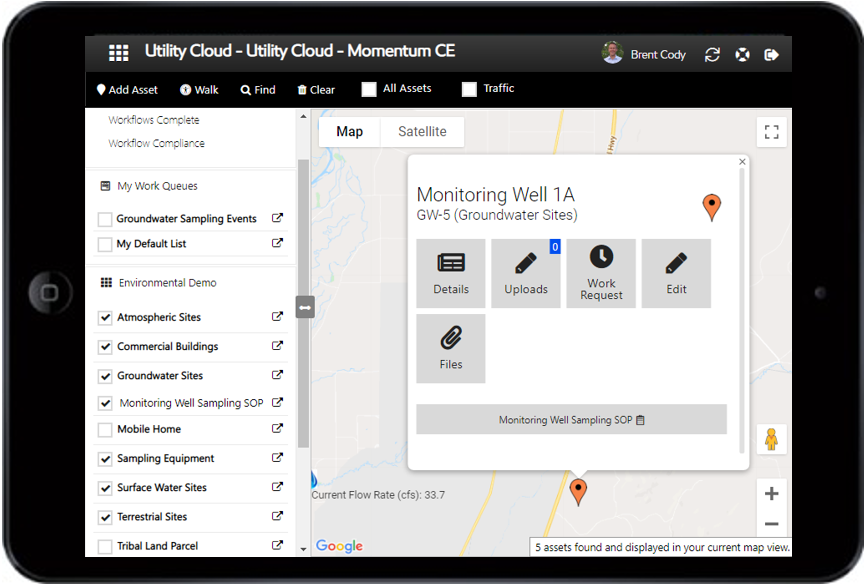 Utility Cloud - Utility Cloud - Momentum CE
Brent Cody
Add Asset
Walk
Find
Clear
All Assets
Traffic
Workflows Complete
Workflow Compliance
My Work Queues
Groundwater Sampling Events
My Default List
Environmental Demo
Atmospheric Sites
Commercial Buildings
Groundwater Sites
Monitoring Well Sampling SOP
Mobile Home
Sampling Equipment
Surface Water Sites
Terrestrial Sites
Tribal Land Parcel
Map
Satellite
Hwy
Monitoring Well 1A
GW-5 (Groundwater Sites)
Details
0
Uploads
Work
Request
Edit
Files
Monitoring Well Sampling SOP
Current Flow Rate (cfs): 33.7
Google
5 assets found and displayed in your current map view.